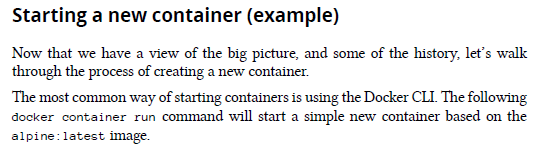 Starting a new container (example)
Now that we have a view of the big picture, and some of the history, let’s walk
through the process of creating a new container.
The most common way of starting containers is using the Docker CLI. The following
docker container run command will start a simple new container based on the
alpine:latest image.